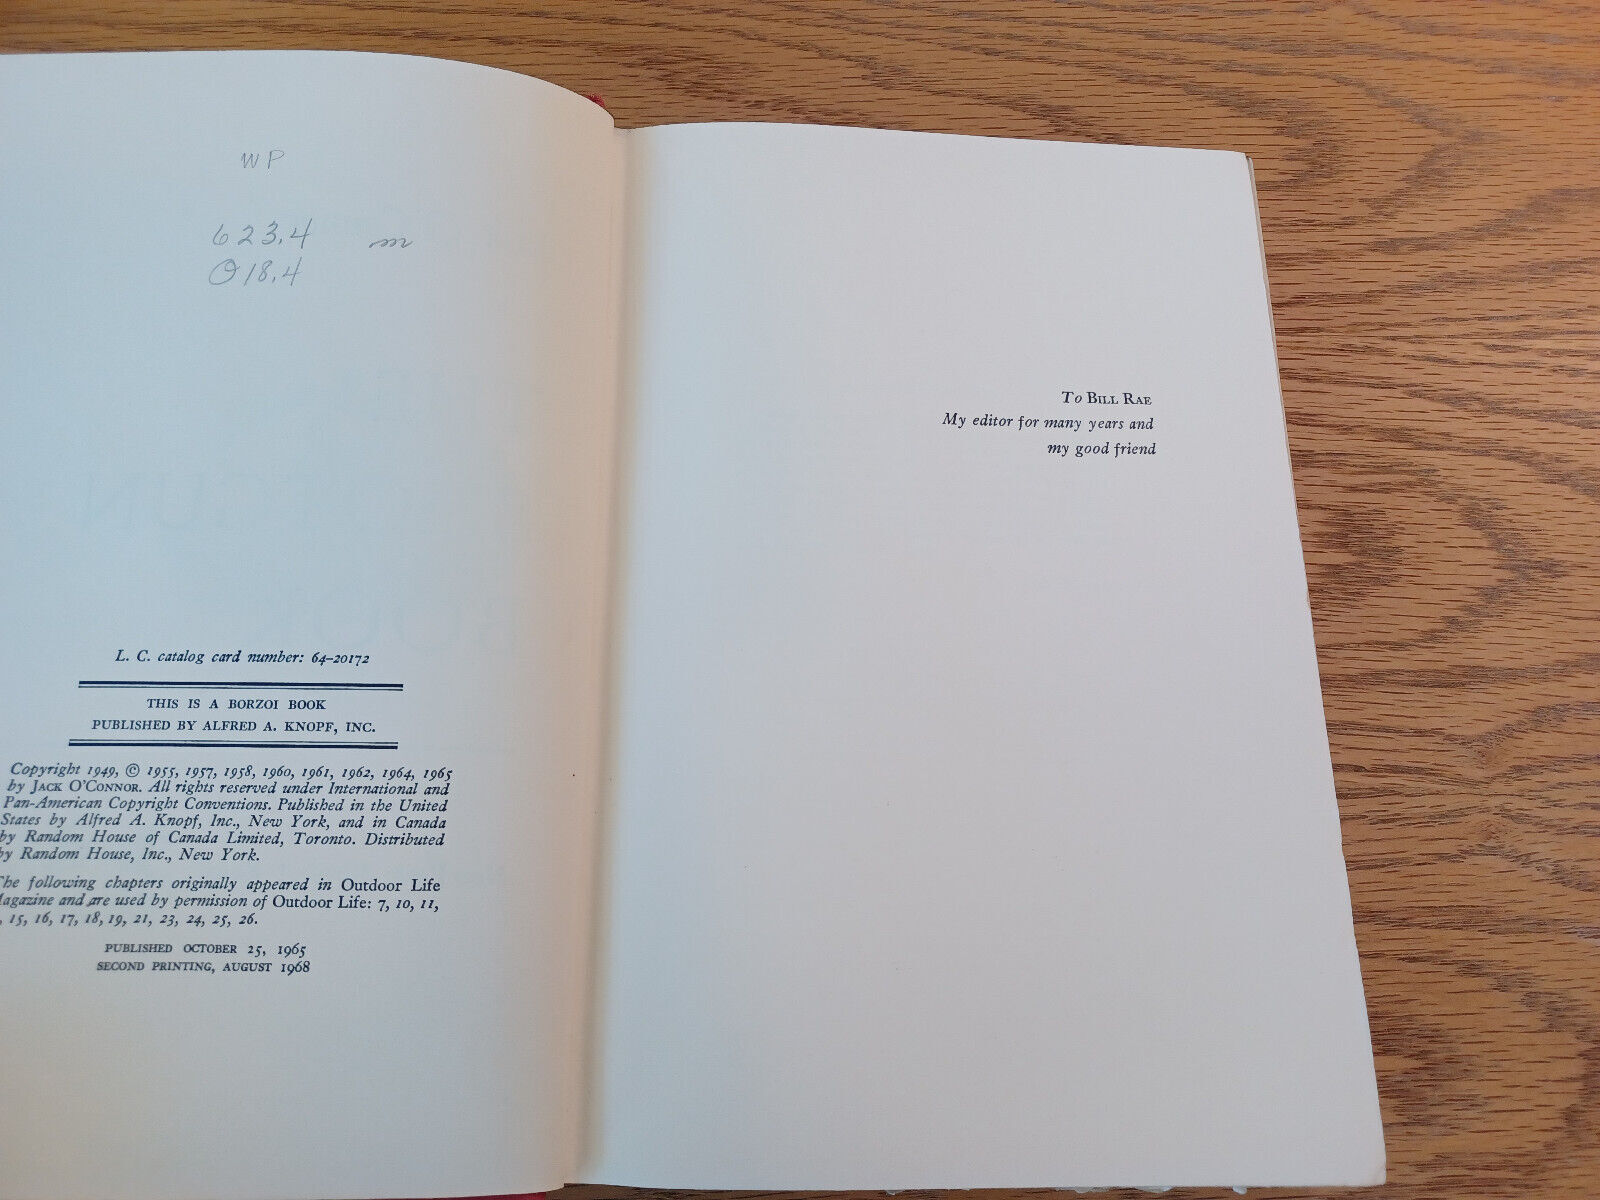 WP
623.4 m
O18.4
L. C. catalog card number: 64-20172
THIS IS A BORZOI BOOK
PUBLISHED BY ALFRED A. KNOPF, INC.
Copyright 1949, © 1955, 1957, 1958, 1960, 1961, 1962, 1964, 1965
by JACK O'CONNOR. All rights reserved under International and
Pan-American Copyright Conventions. Published in the United
States by Alfred A. Knopf, Inc., New York, and in Canada
by Random House of Canada Limited, Toronto. Distributed
by Random House, Inc., New York.
The following chapters originally appeared in Outdoor Life
Magazine and are used by permission of Outdoor Life: 7, 10, 11,
, 15, 16, 17, 18, 19, 21, 23, 24, 25, 26.
PUBLISHED OCTOBER 25, 1965
SECOND PRINTING, AUGUST 1968
To BILL RAE
My editor for many years and
my good friend